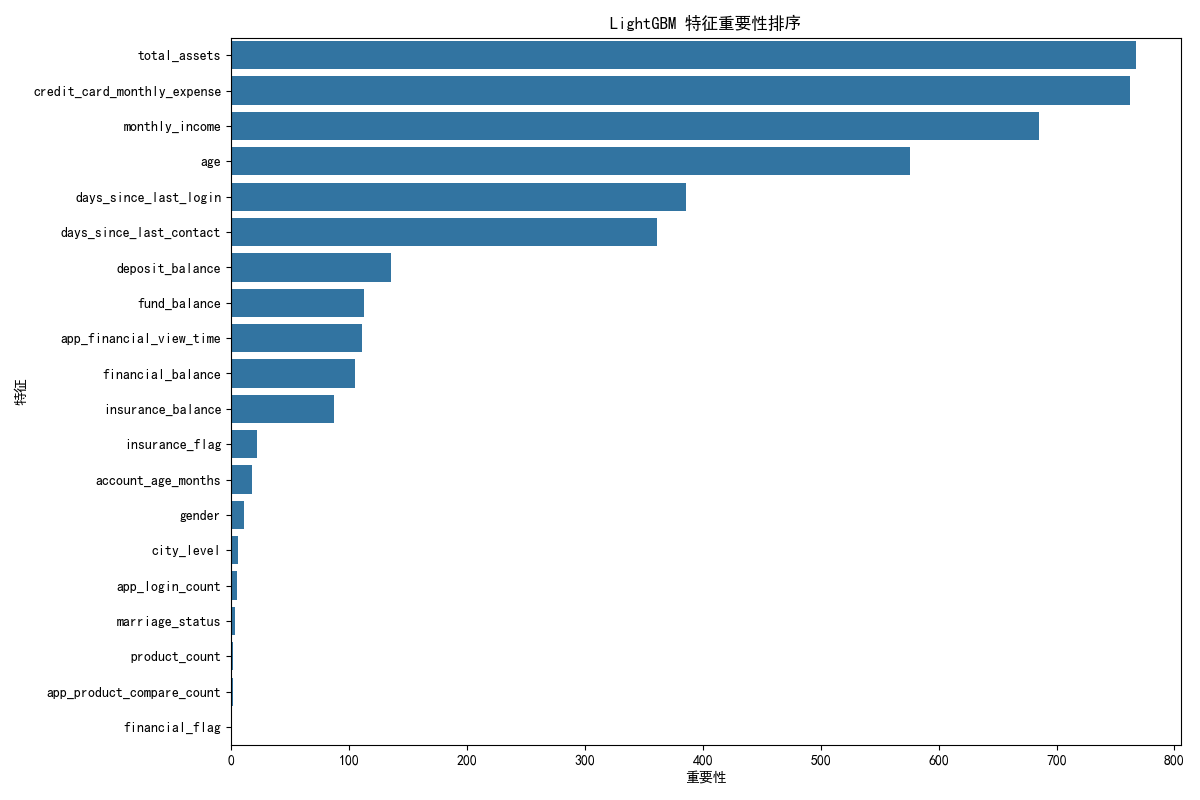 LightGBM 特征重要性排序
total_assets
credit_card_monthly_expense
monthly_income
age
days_since_last_login
days_since_last_contact
deposit_balance
fund_balance
app_financial_view_time
financial_balance
insurance_balance
insurance_flag
account_age_months
gender
city_level
app_login_count
marriage_status
product_count
app_product_compare_count
financial_flag
特征
0 100 200 300 400 500 600 700 800
重要性